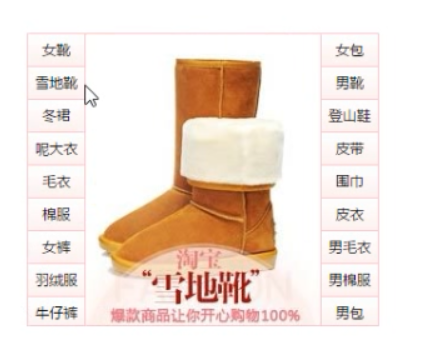 女靴
雪地靴
冬裙
呢大衣
毛衣
棉服
女裤
羽绒服
牛仔裤
淘宝
“雪地靴”
爆款商品让你开心购物100%
女包
男靴
登山鞋
皮带
围巾
皮衣
男毛衣
男棉服
男包